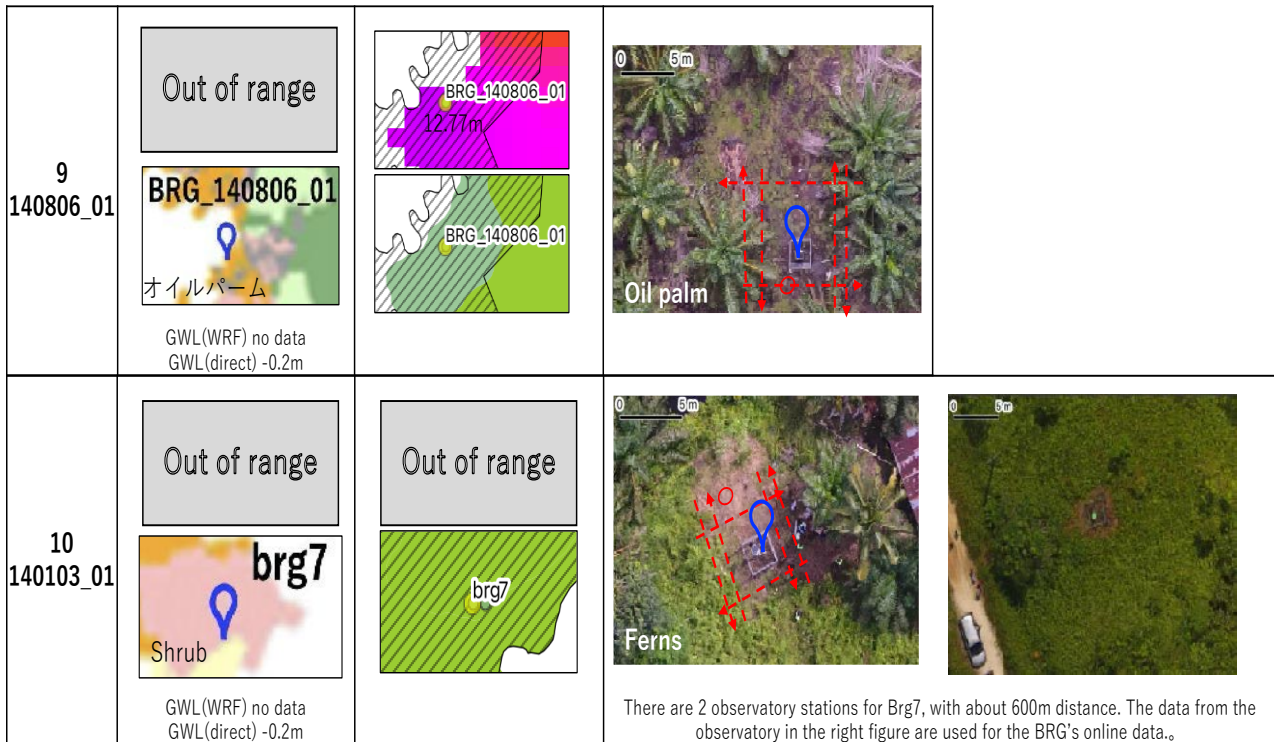 9
140806_01
Out of range
BRG_140806_01
オイルパーム
GWL(WRF) no data
GWL(direct) -0.2m
BRG_140806_01
12.77m
BRG_140806_01
0 5 m
Oil palm
10
140103_01
Out of range
brg7
Shrub
GWL(WRF) no data
GWL(direct) -0.2m
Out of range
brg7
0 5 m
Ferns
0 5 m
There are 2 observatory stations for Brg7, with about 600m distance. The data from the
observatory in the right figure are used for the BRG's online data.。